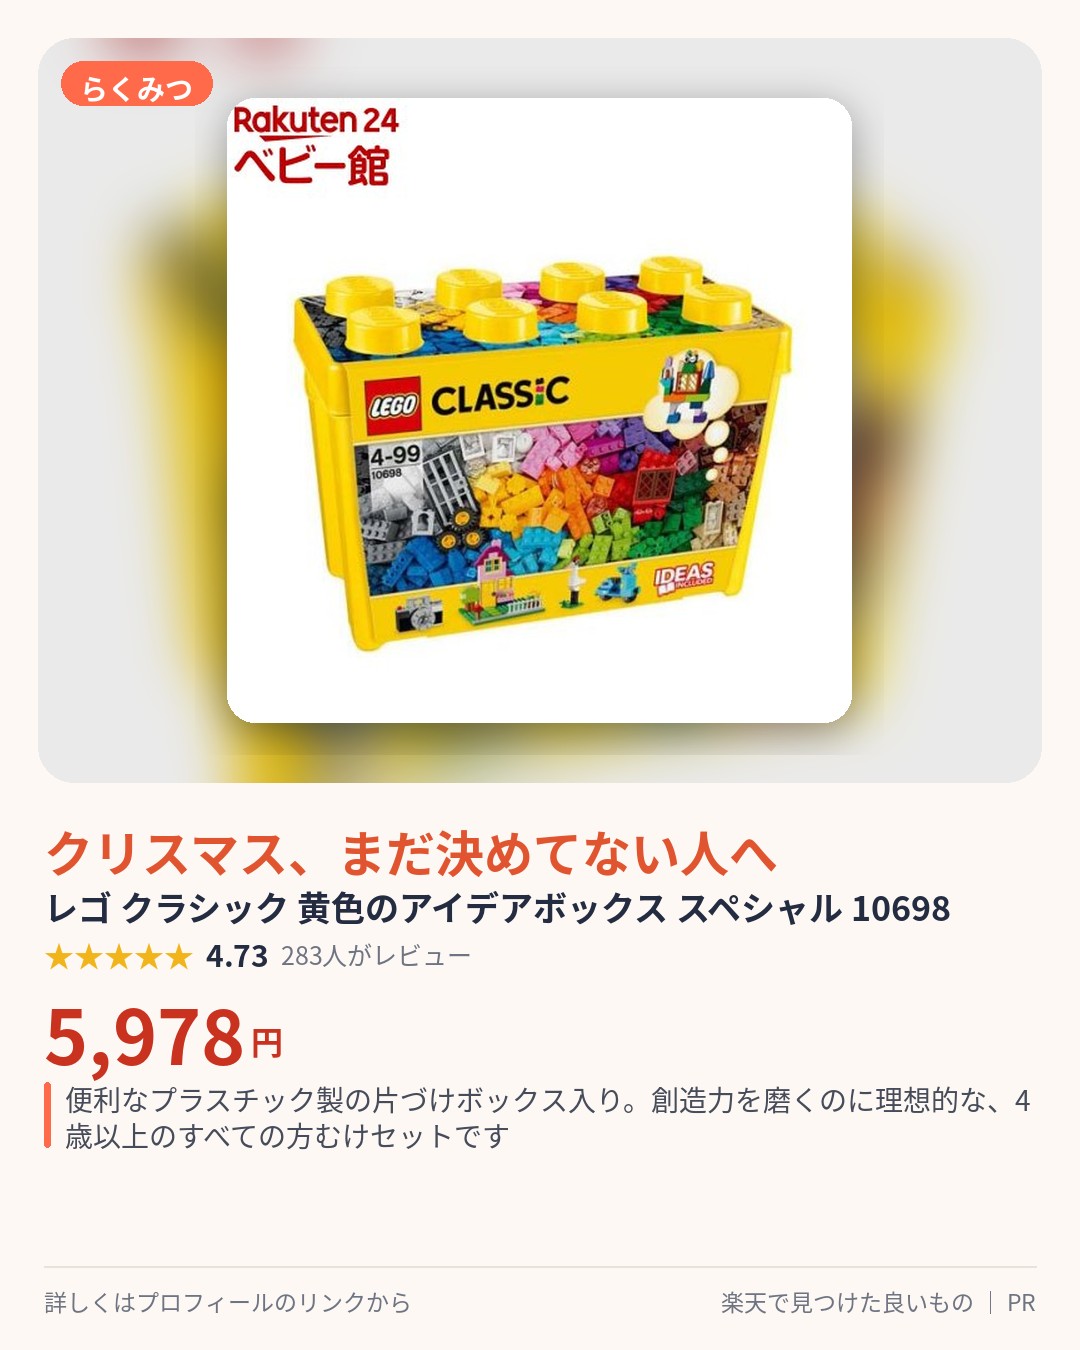 らくみつ
Rakuten 24
ベビー館
LEGO CLASSIC
4-99
10698
IDEAS
INCLUDED
クリスマス、まだ決めてない人へ
レゴ クラシック 黄色のアイデアボックス スペシャル 10698
★★★★★ 4.73 283人がレビュー
5,978円
便利なプラスチック製の片づけボックス入り。創造力を磨くのに理想的な、4
歳以上のすべての方むけセットです
詳しくはプロフィールのリンクから
楽天で見つけた良いもの｜PR